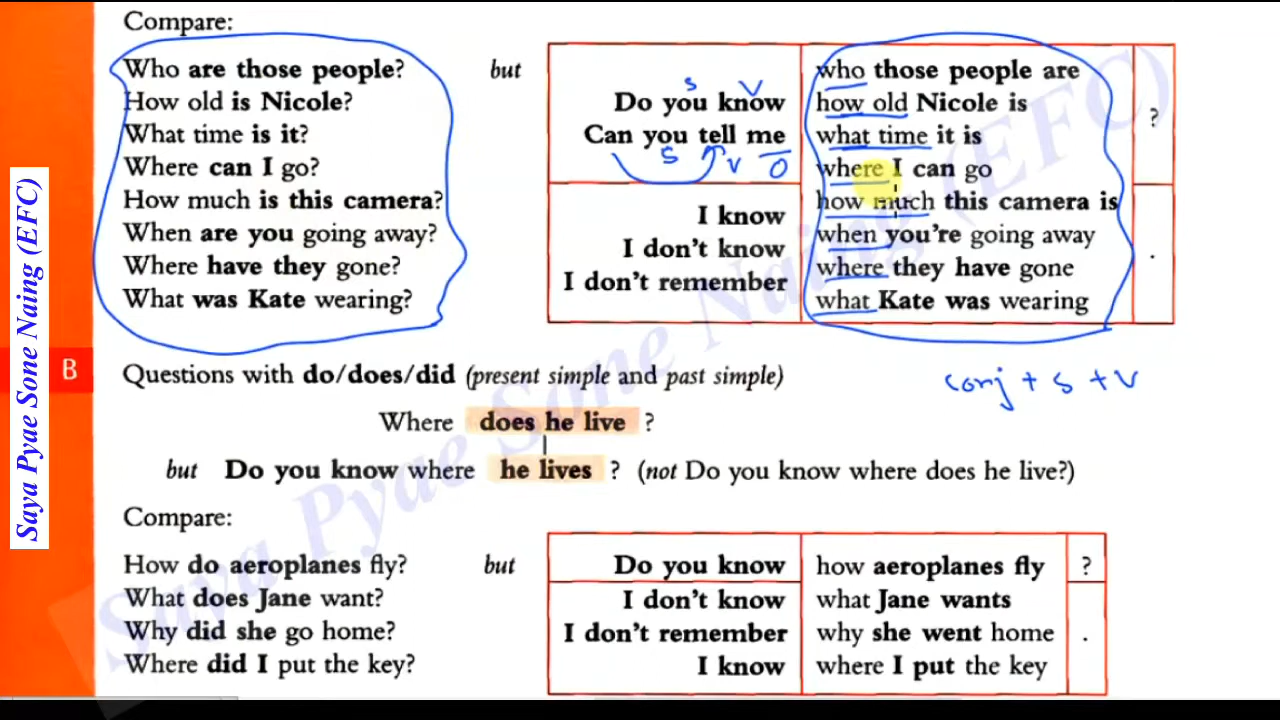 Compare:
Who are those people? but who those people are
How old is Nicole? Do you know how old Nicole is ?
What time is it? Can you tell me what time it is
Where can I go? where I can go
How much is this camera? I know how much this camera is
When are you going away? I don't know when you're going away .
Where have they gone? I don't remember where they have gone
What was Kate wearing? what Kate was wearing
s v
s v o
B Questions with do/does/did (present simple and past simple)
conj + s + v
Where does he live ?
but Do you know where he lives ? (not Do you know where does he live?)
Compare:
How do aeroplanes fly? but Do you know how aeroplanes fly ?
What does Jane want? I don't know what Jane wants
Why did she go home? I don't remember why she went home .
Where did I put the key? I know where I put the key
Saya Pyae Sone Naing (EFC)
Saya Pyae Sone Naing (EFC)